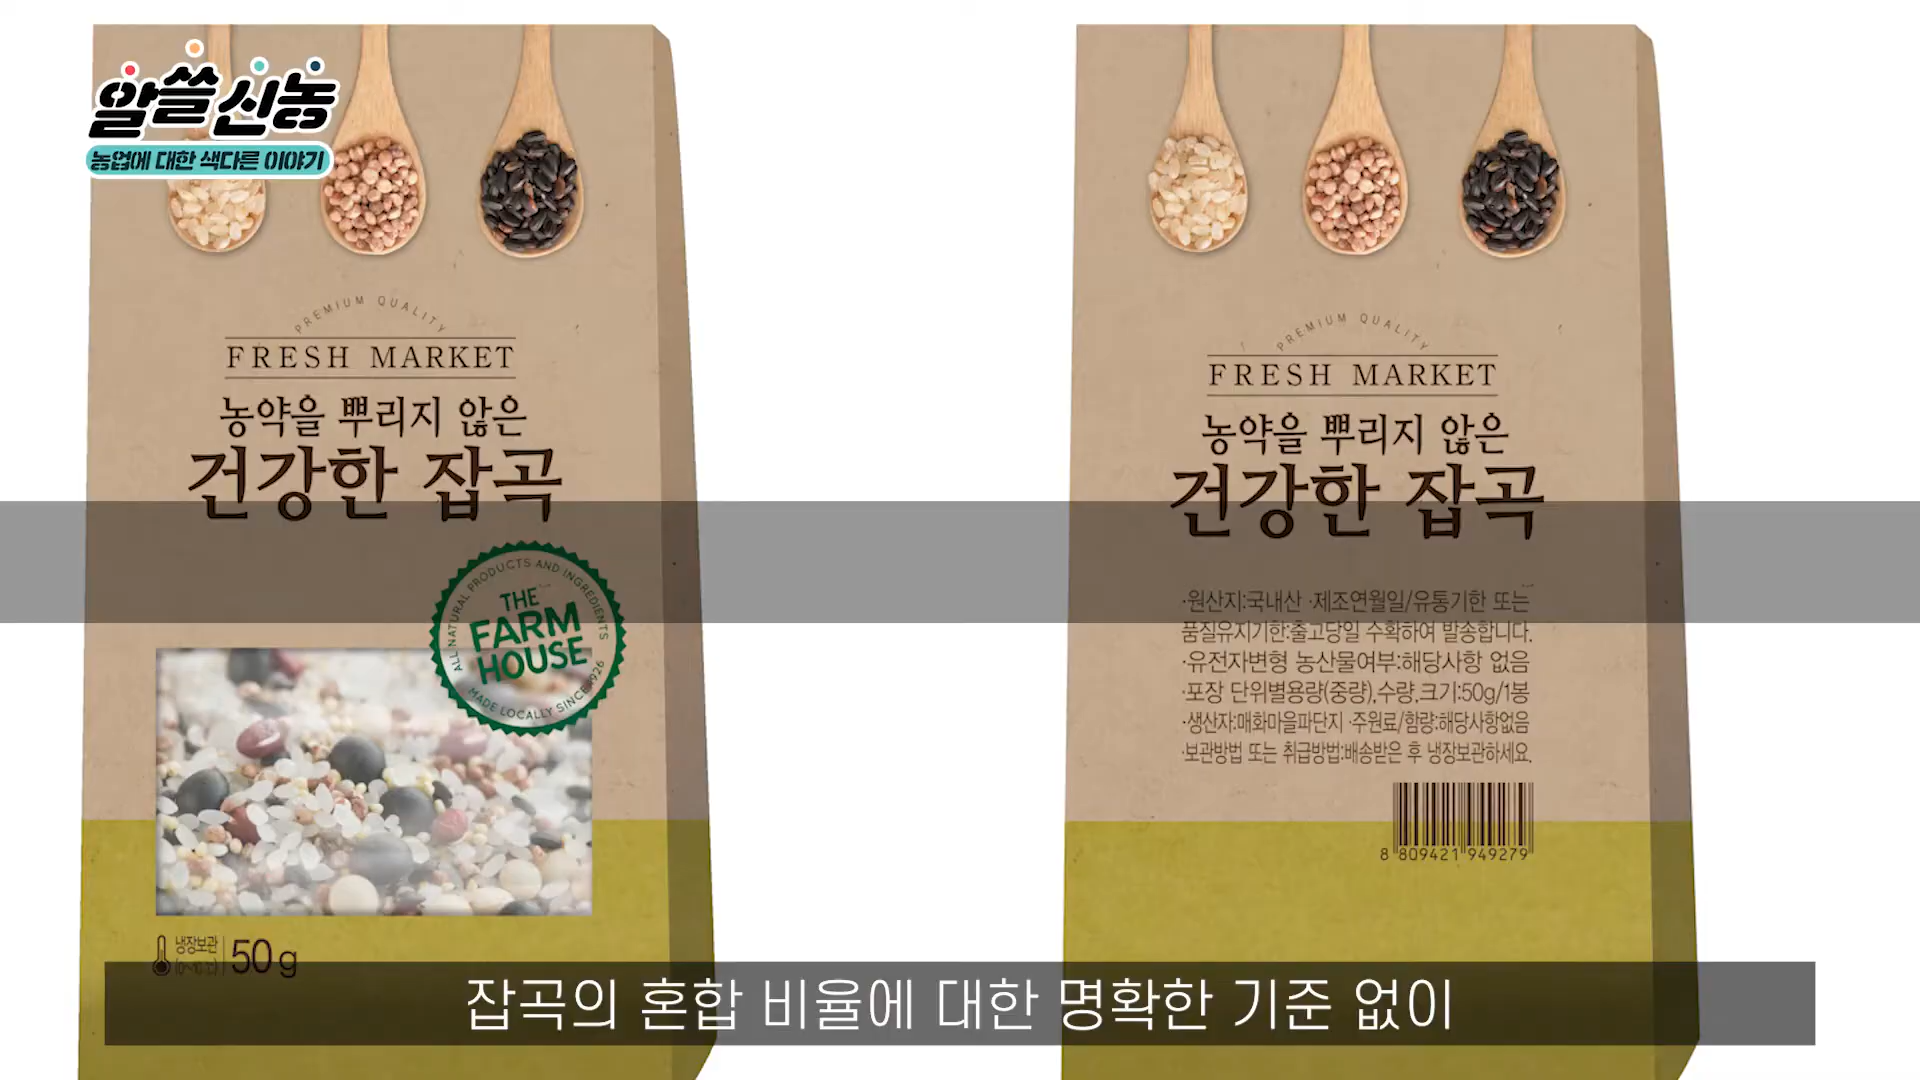 알쓸신농
농업에 대한 색다른 이야기
PREMIUM QUALITY
FRESH MARKET
농약을 뿌리지 않은
건강한 잡곡
ALL NATURAL PRODUCTS AND INGREDIENTS
THE
FARM
HOUSE
MADE LOCALLY SINCE 1926
냉장보관
50g
PREMIUM QUALITY
FRESH MARKET
농약을 뿌리지 않은
건강한 잡곡
·원산지:국내산 ·제조연월일/유통기한 또는
품질유지기한:출고당일 수확하여 발송합니다.
·유전자변형 농산물여부:해당사항 없음
·포장 단위별용량(중량),수량,크기:50g/1봉
·생산자:매화마을파단지 ·주원료/함량:해당사항없음
·보관방법 또는 취급방법:배송받은 후 냉장보관하세요.
8 809421 949279
잡곡의 혼합 비율에 대한 명확한 기준 없이